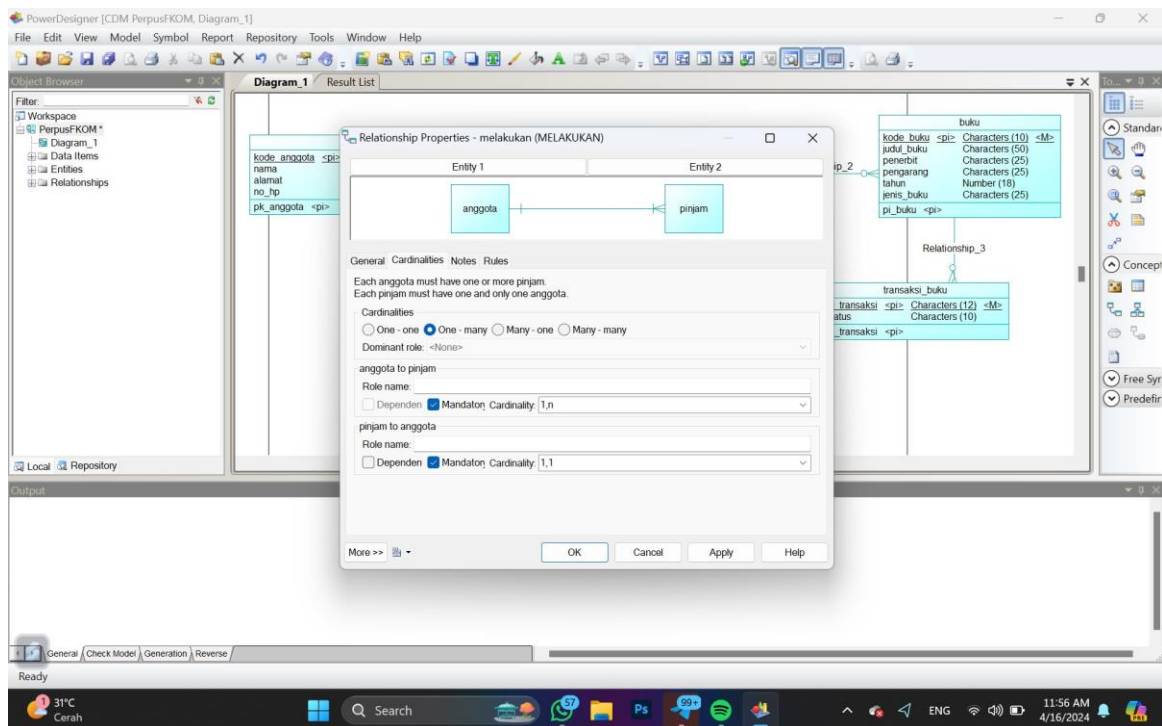 PowerDesigner [CDM PerpusFKOM, Diagram_1]
File Edit View Model Symbol Report Repository Tools Window Help
Object Browser
Filter:
Workspace
PerpusFKOM *
Diagram_1
Data Items
Entities
Relationships
Local Repository
Diagram_1 Result List
kode_anggota <pi>
nama
alamat
no_hp
pk_anggota <pi>
Relationship Properties - melakukan (MELAKUKAN)
Entity 1 Entity 2
anggota pinjam
General Cardinalities Notes Rules
Each anggota must have one or more pinjam.
Each pinjam must have one and only one anggota.
Cardinalities
One - one One - many Many - one Many - many
Dominant role: <None>
anggota to pinjam
Role name:
Dependen Mandatory Cardinality: 1,n
pinjam to anggota
Role name:
Dependen Mandatory Cardinality: 1,1
More >> OK Cancel Apply Help
ip_2
buku
kode_buku <pi> Characters (10) <M>
judul_buku Characters (50)
penerbit Characters (25)
pengarang Characters (25)
tahun Number (18)
jenis_buku Characters (25)
pi_buku <pi>
Relationship_3
transaksi_buku
_transaksi <pi> Characters (12) <M>
atus Characters (10)
_transaksi <pi>
To...
Standar
Concept
Free Syr
Predefir
Output
General Check Model Generation Reverse
Ready
31°C
Cerah
Search
57
Ps
99+
ENG
11:56 AM
4/16/2024
PRE